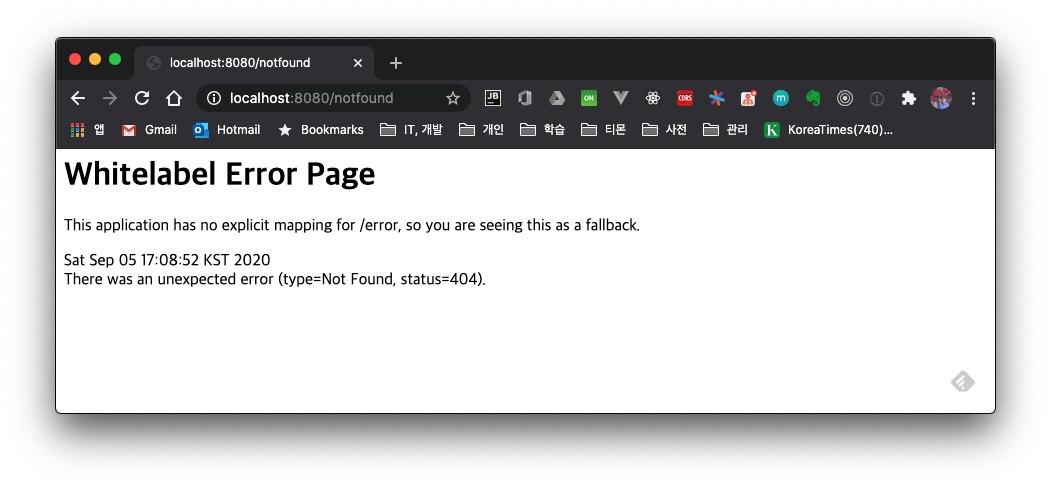 localhost:8080/notfound
localhost:8080/notfound
JB
ON
CORS
m
앱
Gmail
Hotmail
Bookmarks
IT, 개발
개인
학습
티몬
사전
관리
K KoreaTimes(740)...
Whitelabel Error Page
This application has no explicit mapping for /error, so you are seeing this as a fallback.
Sat Sep 05 17:08:52 KST 2020
There was an unexpected error (type=Not Found, status=404).